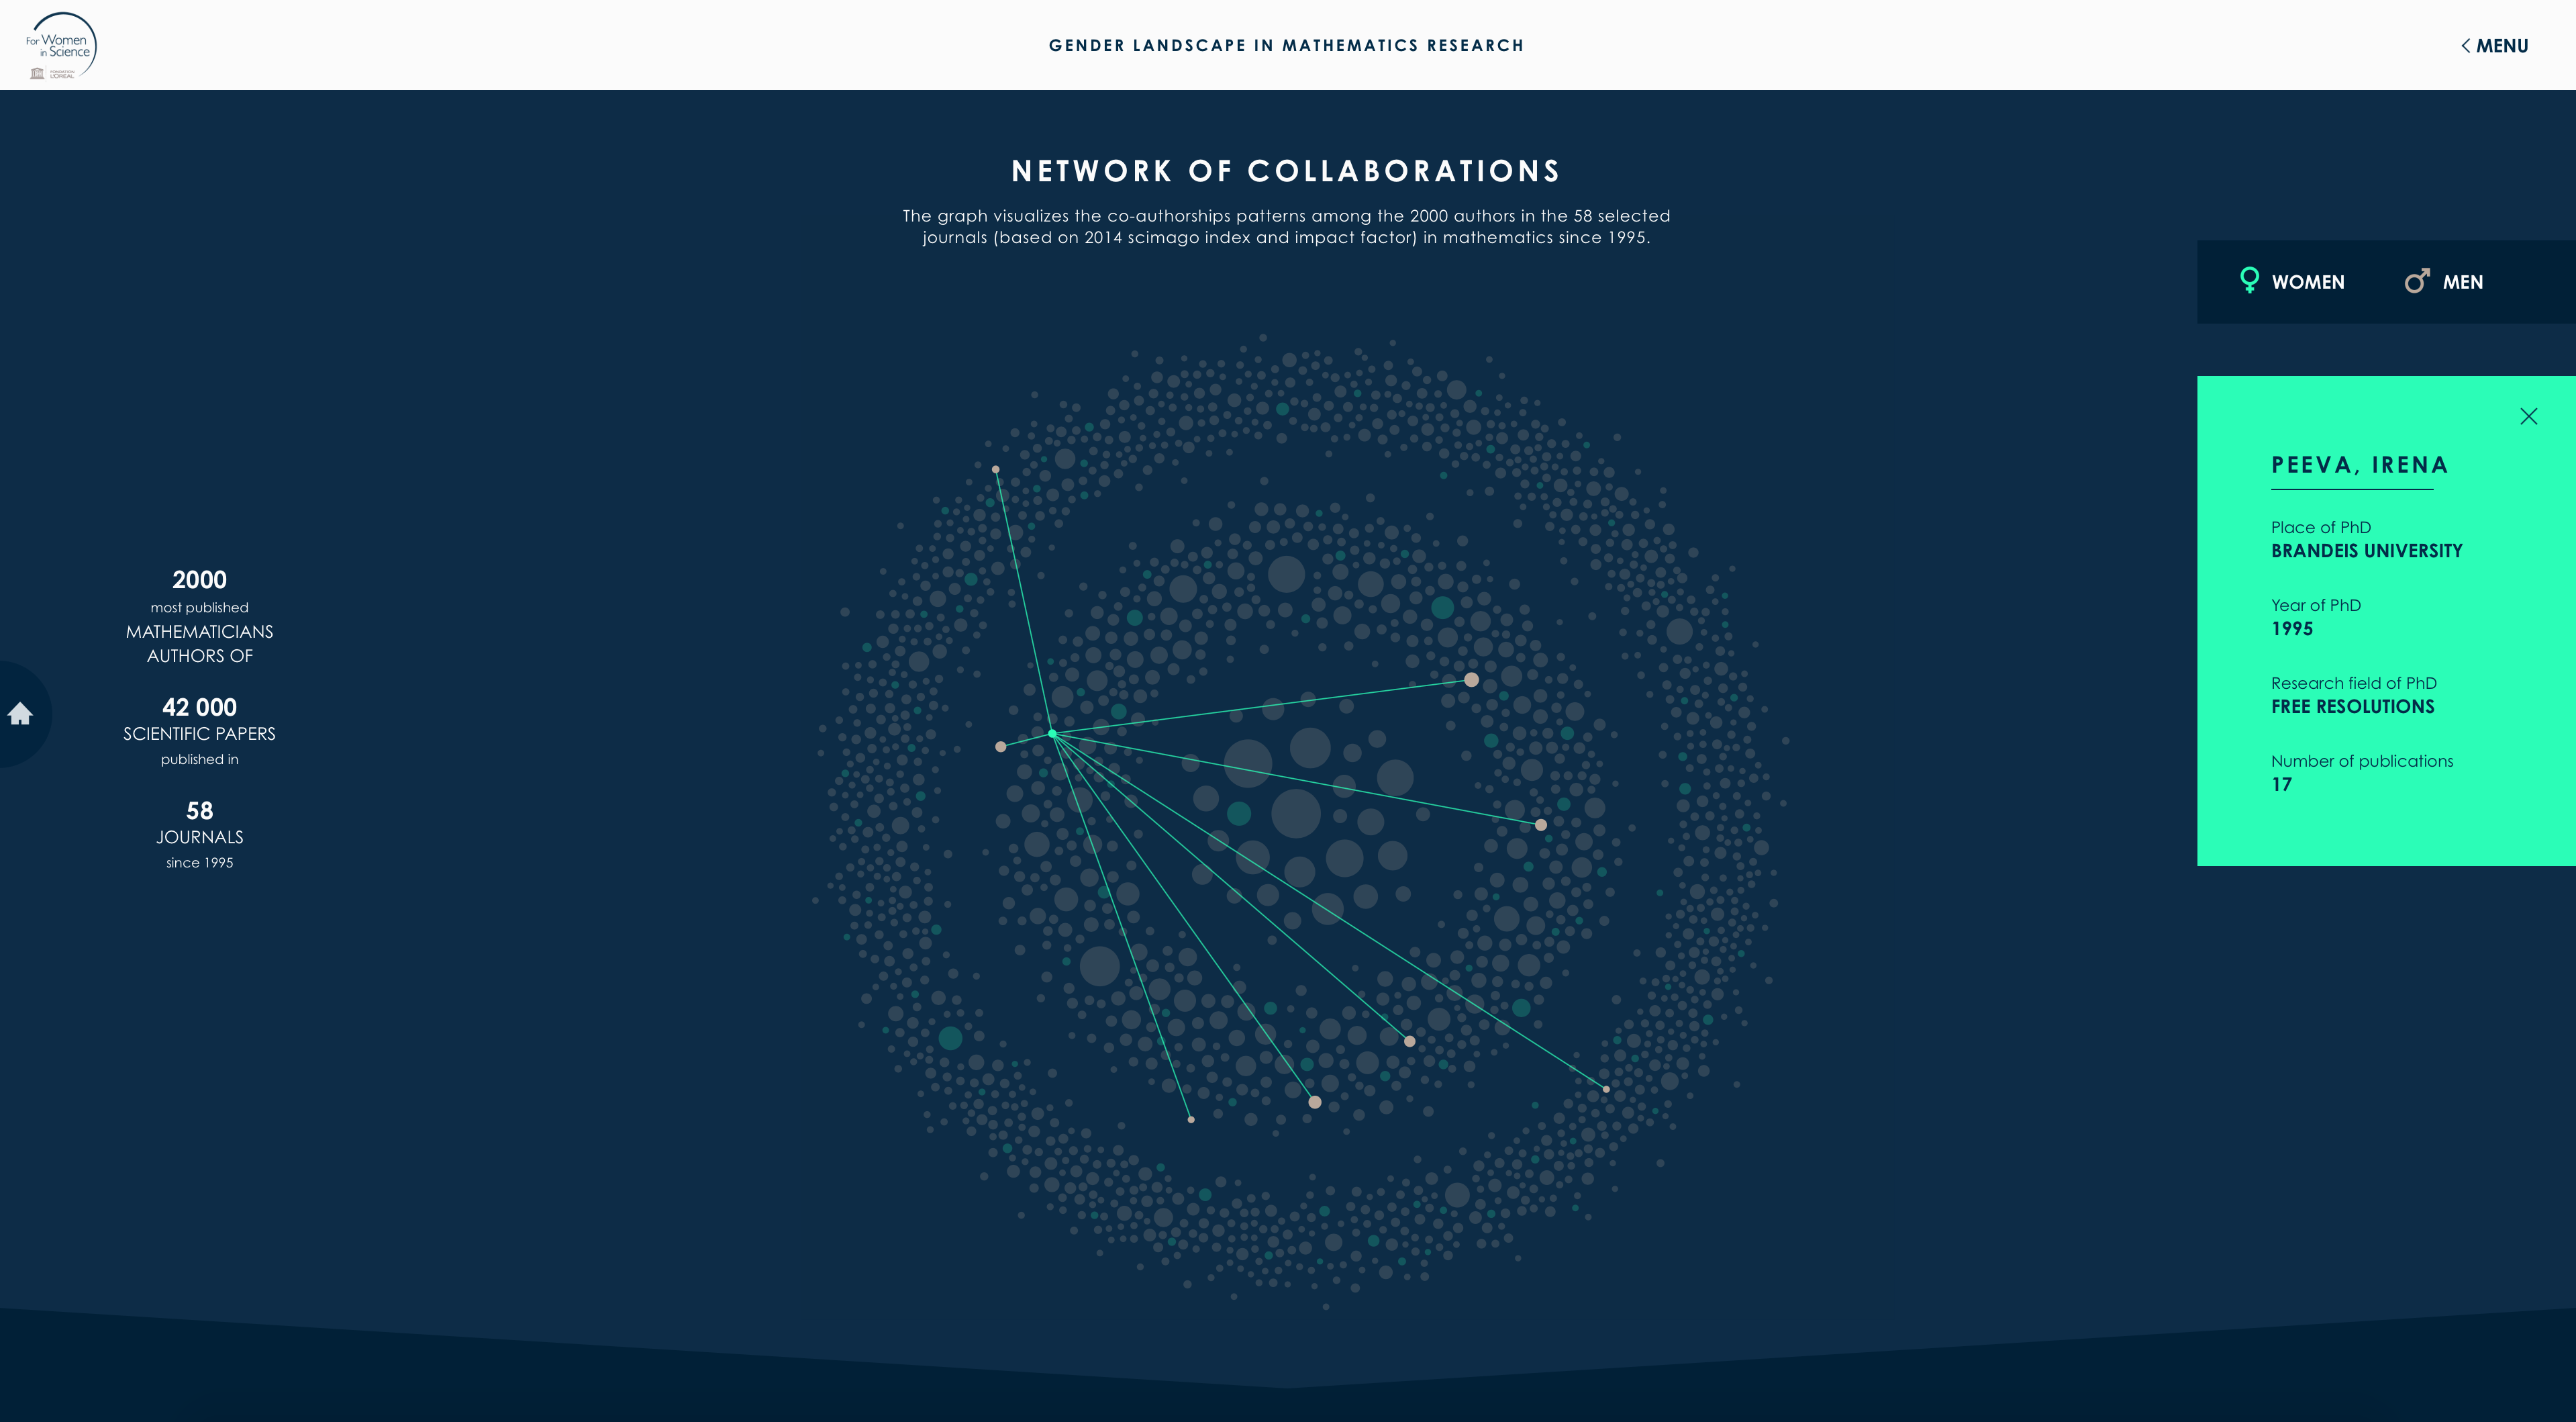 For Women
in Science
FONDATION
L'ORÉAL
GENDER LANDSCAPE IN MATHEMATICS RESEARCH
MENU
NETWORK OF COLLABORATIONS
The graph visualizes the co-authorships patterns among the 2000 authors in the 58 selected
journals (based on 2014 scimago index and impact factor) in mathematics since 1995.
WOMEN
MEN
2000
most published
MATHEMATICIANS
AUTHORS OF
42 000
SCIENTIFIC PAPERS
published in
58
JOURNALS
since 1995
PEEVA, IRENA
Place of PhD
BRANDEIS UNIVERSITY
Year of PhD
1995
Research field of PhD
FREE RESOLUTIONS
Number of publications
17